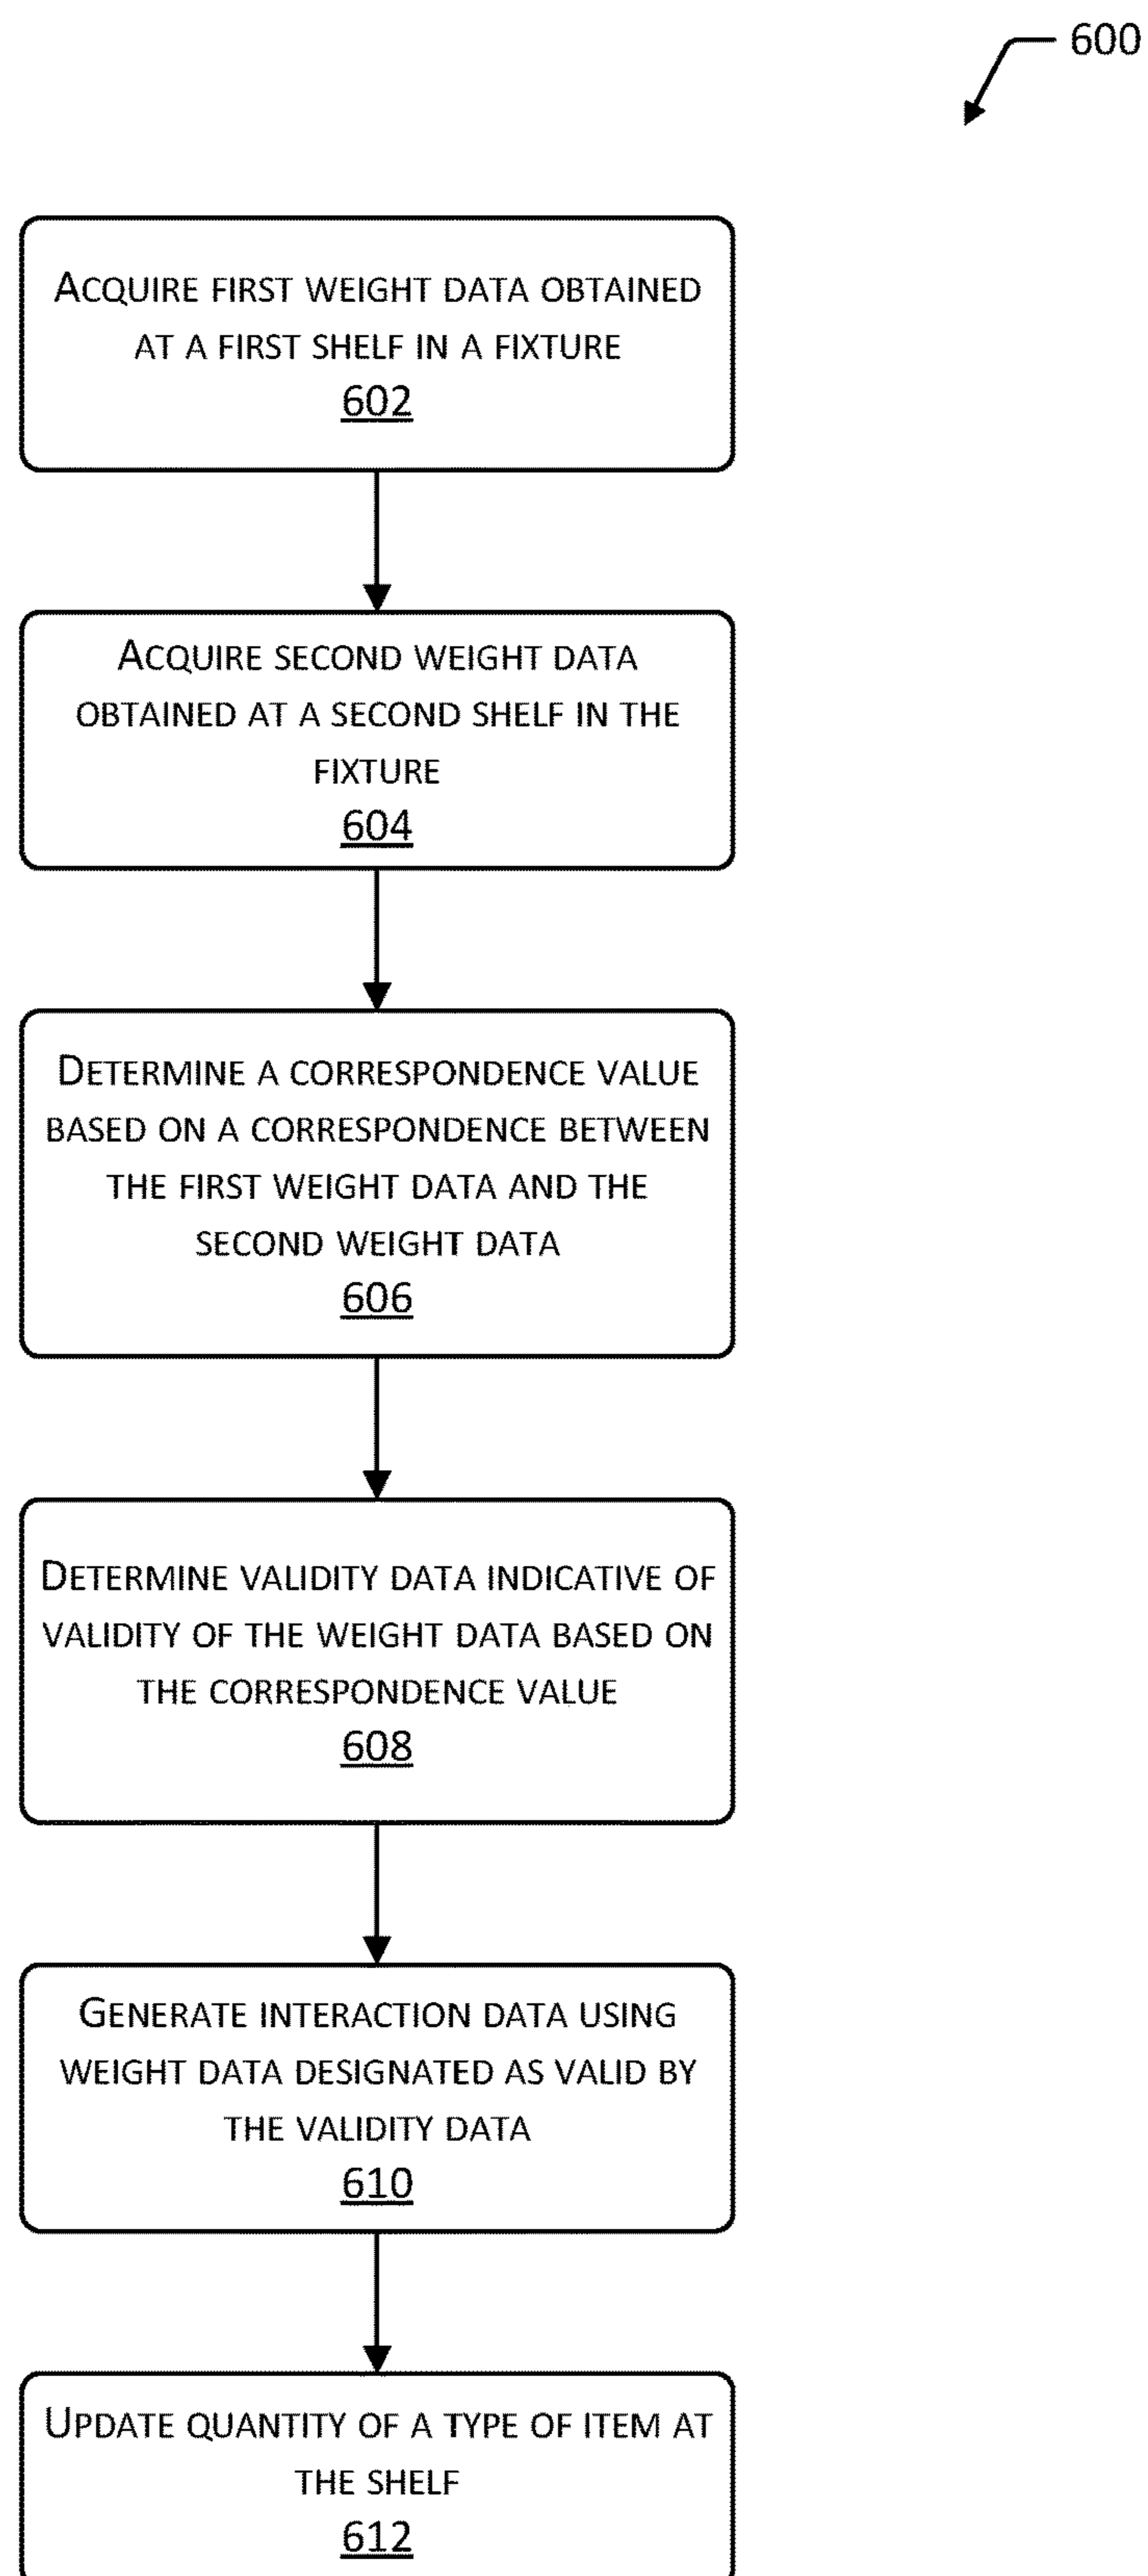 600
ACQUIRE FIRST WEIGHT DATA OBTAINED
AT A FIRST SHELF IN A FIXTURE
602
ACQUIRE SECOND WEIGHT DATA
OBTAINED AT A SECOND SHELF IN THE
FIXTURE
604
DETERMINE A CORRESPONDENCE VALUE
BASED ON A CORRESPONDENCE BETWEEN
THE FIRST WEIGHT DATA AND THE
SECOND WEIGHT DATA
606
DETERMINE VALIDITY DATA INDICATIVE OF
VALIDITY OF THE WEIGHT DATA BASED ON
THE CORRESPONDENCE VALUE
608
GENERATE INTERACTION DATA USING
WEIGHT DATA DESIGNATED AS VALID BY
THE VALIDITY DATA
610
UPDATE QUANTITY OF A TYPE OF ITEM AT
THE SHELF
612